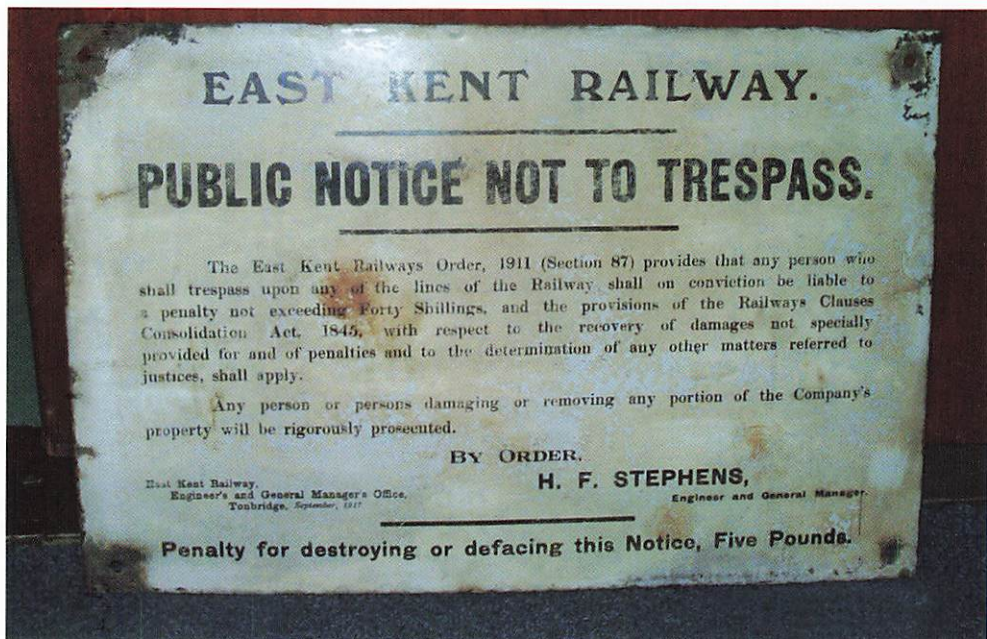 EAST KENT RAILWAY.
PUBLIC NOTICE NOT TO TRESPASS.
The East Kent Railways Order, 1911 (Section 87) provides that any person who
shall trespass upon any of the lines of the Railway shall on conviction be liable to
a penalty not exceeding Forty Shillings, and the provisions of the Railways Clauses
Consolidation Act, 1845, with respect to the recovery of damages not specially
provided for and of penalties and to the determination of any other matters referred to
justices, shall apply.
Any person or persons damaging or removing any portion of the Company's
property will be rigorously prosecuted.
BY ORDER.
H. F. STEPHENS,
Engineer and General Manager.
East Kent Railway,
Engineer's and General Manager's Office,
Tonbridge, September, 1917
Penalty for destroying or defacing this Notice, Five Pounds.